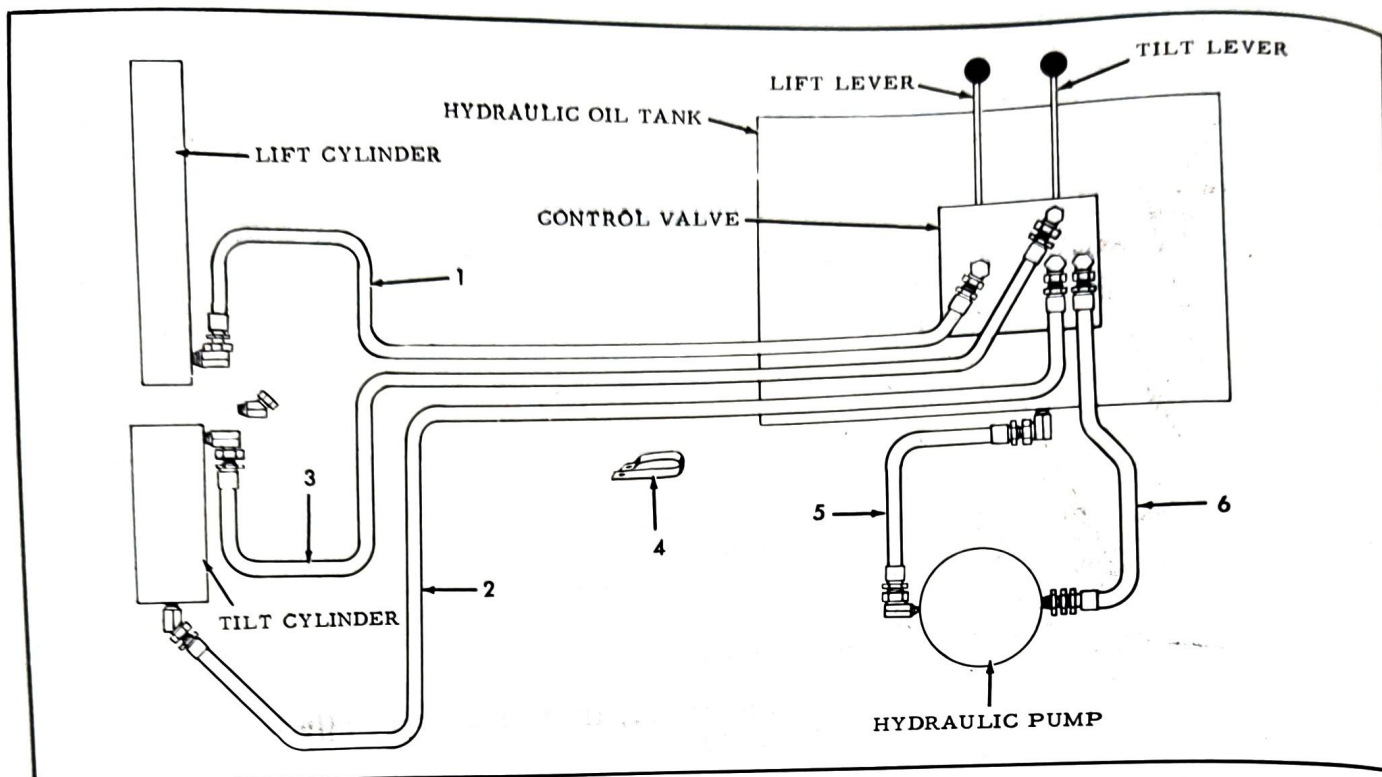 TILT LEVER
LIFT LEVER
HYDRAULIC OIL TANK
LIFT CYLINDER
CONTROL VALVE
1
3
4
5
6
2
TILT CYLINDER
HYDRAULIC PUMP